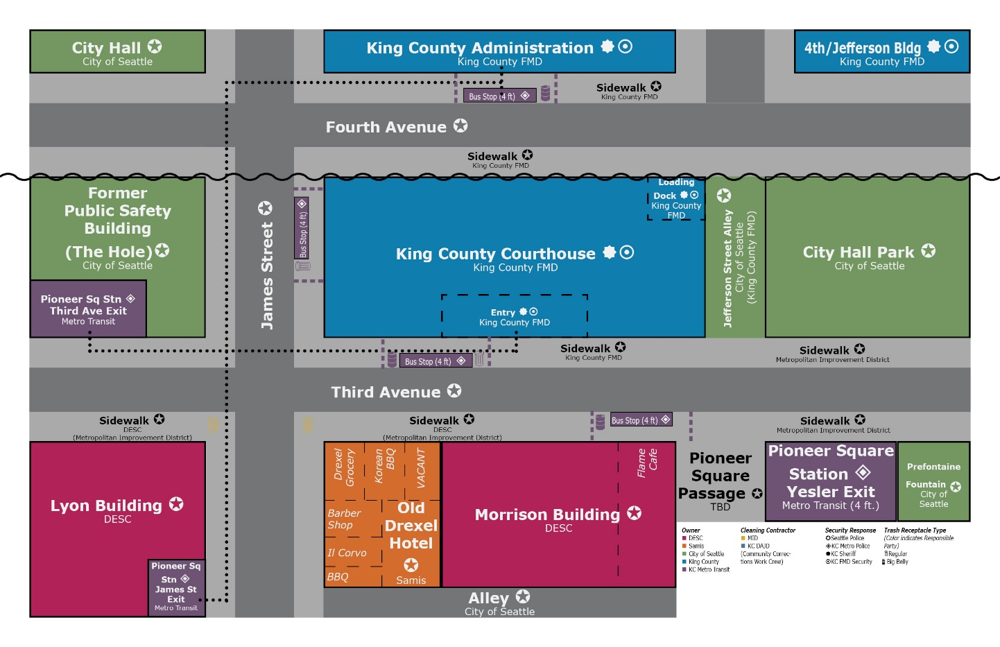 City Hall
City of Seattle
King County Administration
King County FMD
4th/Jefferson Bldg
King County FMD
Bus Stop (4 ft)
Sidewalk
King County FMD
Fourth Avenue
Sidewalk
King County FMD
Former
Public Safety
Building
(The Hole)
City of Seattle
Pioneer Sq Stn
Third Ave Exit
Metro Transit
James Street
Bus Stop (4 ft)
King County Courthouse
King County FMD
Loading
Dock
King County
FMD
Entry
King County FMD
Jefferson Street Alley
City of Seattle
(King County FMD)
City Hall Park
City of Seattle
Bus Stop (4 ft)
Sidewalk
King County FMD
Sidewalk
Metropolitan Improvement District
Third Avenue
Sidewalk
DESC
(Metropolitan Improvement District)
Sidewalk
DESC
(Metropolitan Improvement District)
Bus Stop (4 ft)
Sidewalk
Metropolitan Improvement District
Lyon Building
DESC
Pioneer Sq
Stn
James St
Exit
Metro Transit
Drexel
Grocery
Korean
BBQ
VACANT
Barber
Shop
Il Corvo
BBQ
Old
Drexel
Hotel
Samis
Morrison Building
DESC
Flame
Cafe
Pioneer
Square
Passage
TBD
Pioneer Square
Station
Yesler Exit
Metro Transit (4 ft.)
Prefontaine
Fountain
City of
Seattle
Alley
City of Seattle
Owner
DESC
Samis
City of Seattle
King County
KC Metro Transit
Cleaning Contractor
MID
KC DAJD
(Community Correc-
tions Work Crew)
Security Response
Seattle Police
KC Metro Police
KC Sheriff
KC FMD Security
Trash Receptacle Type
(Color indicates Responsible
Party)
Regular
Big Belly